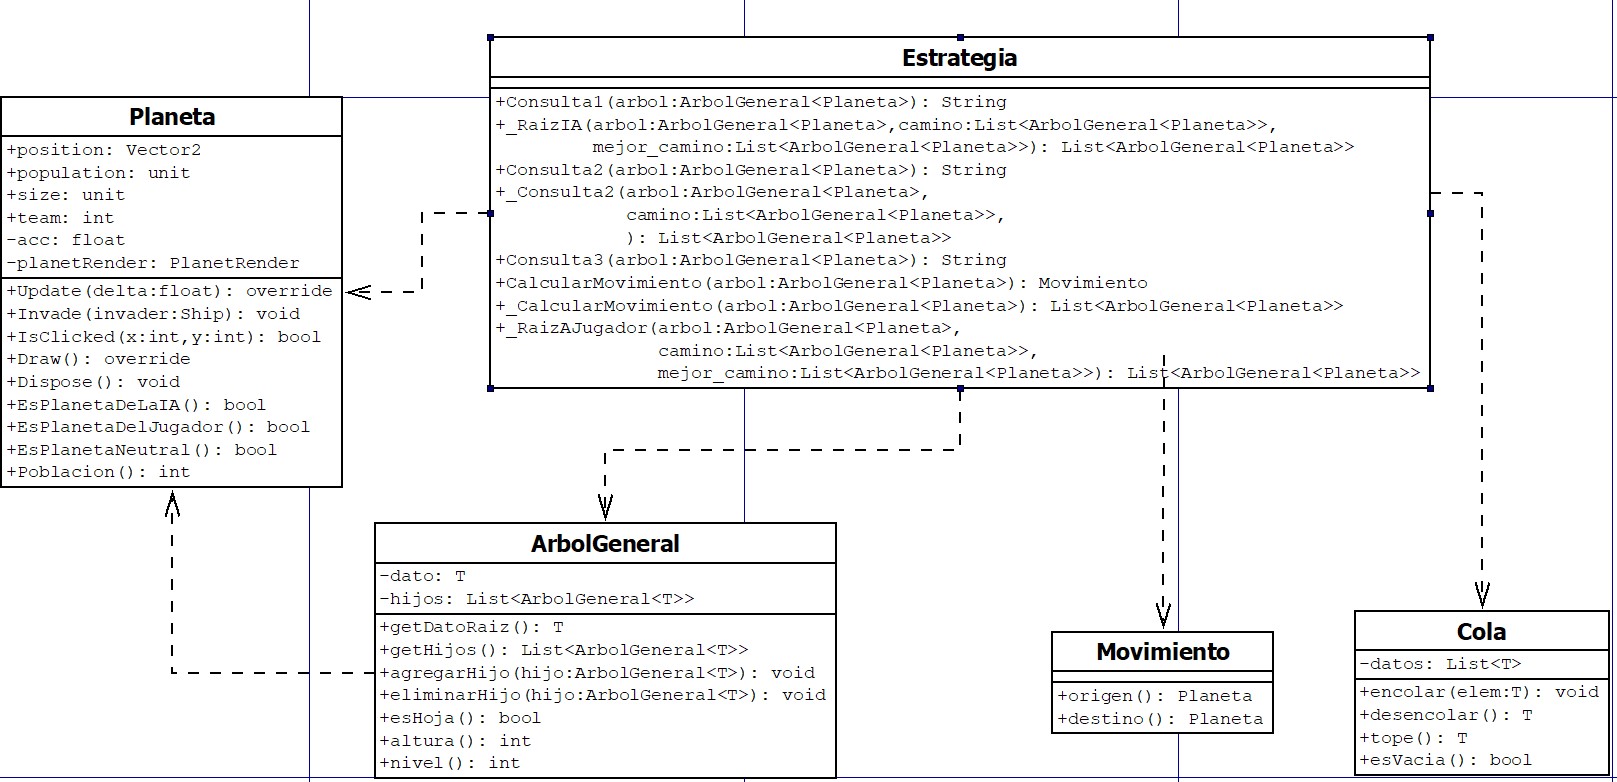 Planeta
+position: Vector2
+population: unit
+size: unit
+team: int
-acc: float
-planetRender: PlanetRender
+Update(delta:float): override
+Invade(invader:Ship): void
+IsClicked(x:int,y:int): bool
+Draw(): override
+Dispose(): void
+EsPlanetaDeLaIA(): bool
+EsPlanetaDelJugador(): bool
+EsPlanetaNeutral(): bool
+Poblacion(): int
Estrategia
+Consulta1(arbol:ArbolGeneral<Planeta>): String
+_RaizIA(arbol:ArbolGeneral<Planeta>,camino:List<ArbolGeneral<Planeta>>,
mejor_camino:List<ArbolGeneral<Planeta>>): List<ArbolGeneral<Planeta>>
+Consulta2(arbol:ArbolGeneral<Planeta>): String
+_Consulta2(arbol:ArbolGeneral<Planeta>,
camino:List<ArbolGeneral<Planeta>>,
): List<ArbolGeneral<Planeta>>
+Consulta3(arbol:ArbolGeneral<Planeta>): String
+CalcularMovimiento(arbol:ArbolGeneral<Planeta>): Movimiento
+_CalcularMovimiento(arbol:ArbolGeneral<Planeta>): List<ArbolGeneral<Planeta>>
+_RaizAJugador(arbol:ArbolGeneral<Planeta>,
camino:List<ArbolGeneral<Planeta>>,
mejor_camino:List<ArbolGeneral<Planeta>>): List<ArbolGeneral<Planeta>>
ArbolGeneral
-dato: T
-hijos: List<ArbolGeneral<T>>
+getDatoRaiz(): T
+getHijos(): List<ArbolGeneral<T>>
+agregarHijo(hijo:ArbolGeneral<T>): void
+eliminarHijo(hijo:ArbolGeneral<T>): void
+esHoja(): bool
+altura(): int
+nivel(): int
Movimiento
+origen(): Planeta
+destino(): Planeta
Cola
-datos: List<T>
+encolar(elem:T): void
+desencolar(): T
+tope(): T
+esVacia(): bool